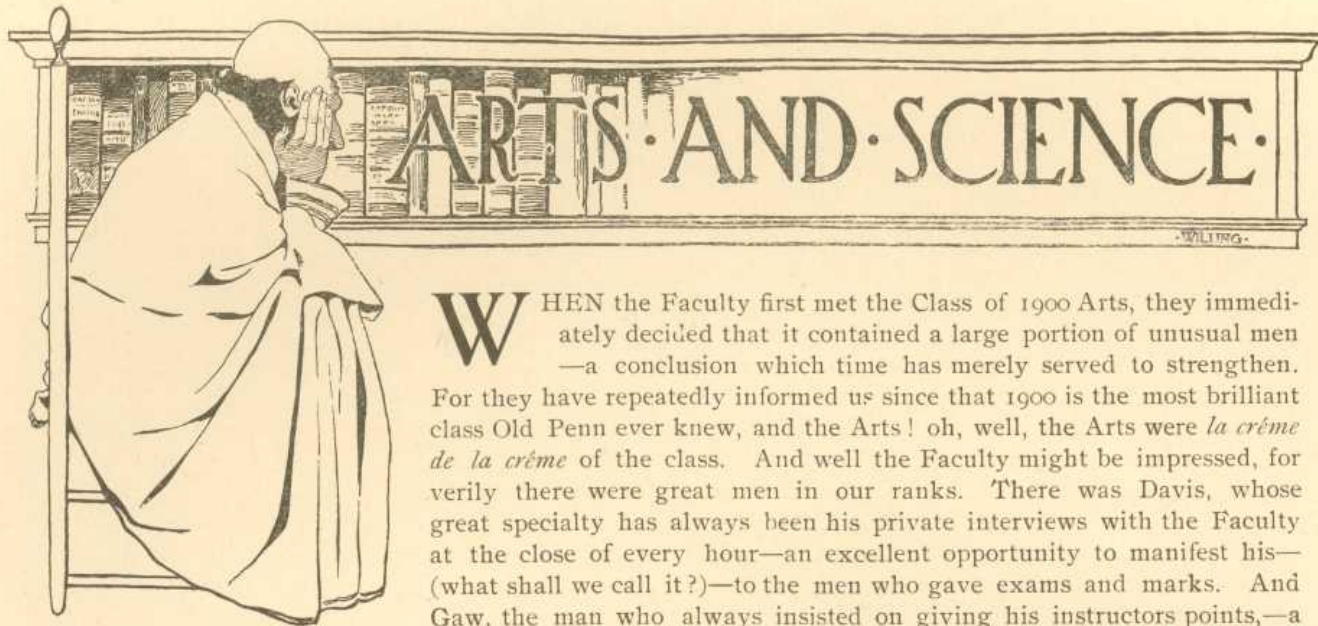 ARTS·AND·SCIENCE·
·WILLING·
WHEN the Faculty first met the Class of 1900 Arts, they immedi-
ately decided that it contained a large portion of unusual men
—a conclusion which time has merely served to strengthen.
For they have repeatedly informed us since that 1900 is the most brilliant
class Old Penn ever knew, and the Arts! oh, well, the Arts were la créme
de la créme of the class. And well the Faculty might be impressed, for
verily there were great men in our ranks. There was Davis, whose
great specialty has always been his private interviews with the Faculty
at the close of every hour—an excellent opportunity to manifest his—
(what shall we call it?)—to the men who gave exams and marks. And
Gaw, the man who always insisted on giving his instructors points,—a